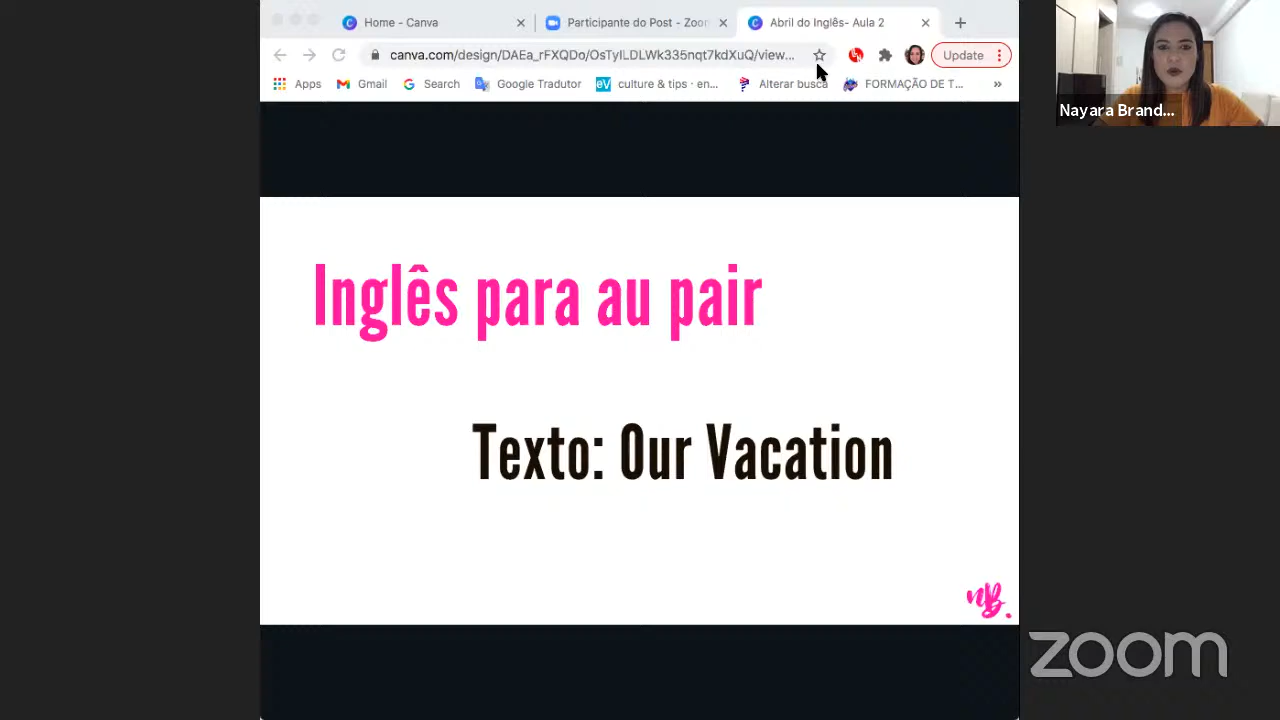 Home - Canva
Participante do Post - Zoom
Abril do Inglês- Aula 2
canva.com/design/DAEa_rFXQDo/OsTyILDLWk335nqt7kdXuQ/view...
Update
Apps
Gmail
Search
Google Tradutor
culture & tips · en...
Alterar busca
FORMAÇÃO DE T...
»
Nayara Brand...
Inglês para au pair
Texto: Our Vacation
nB.
zoom